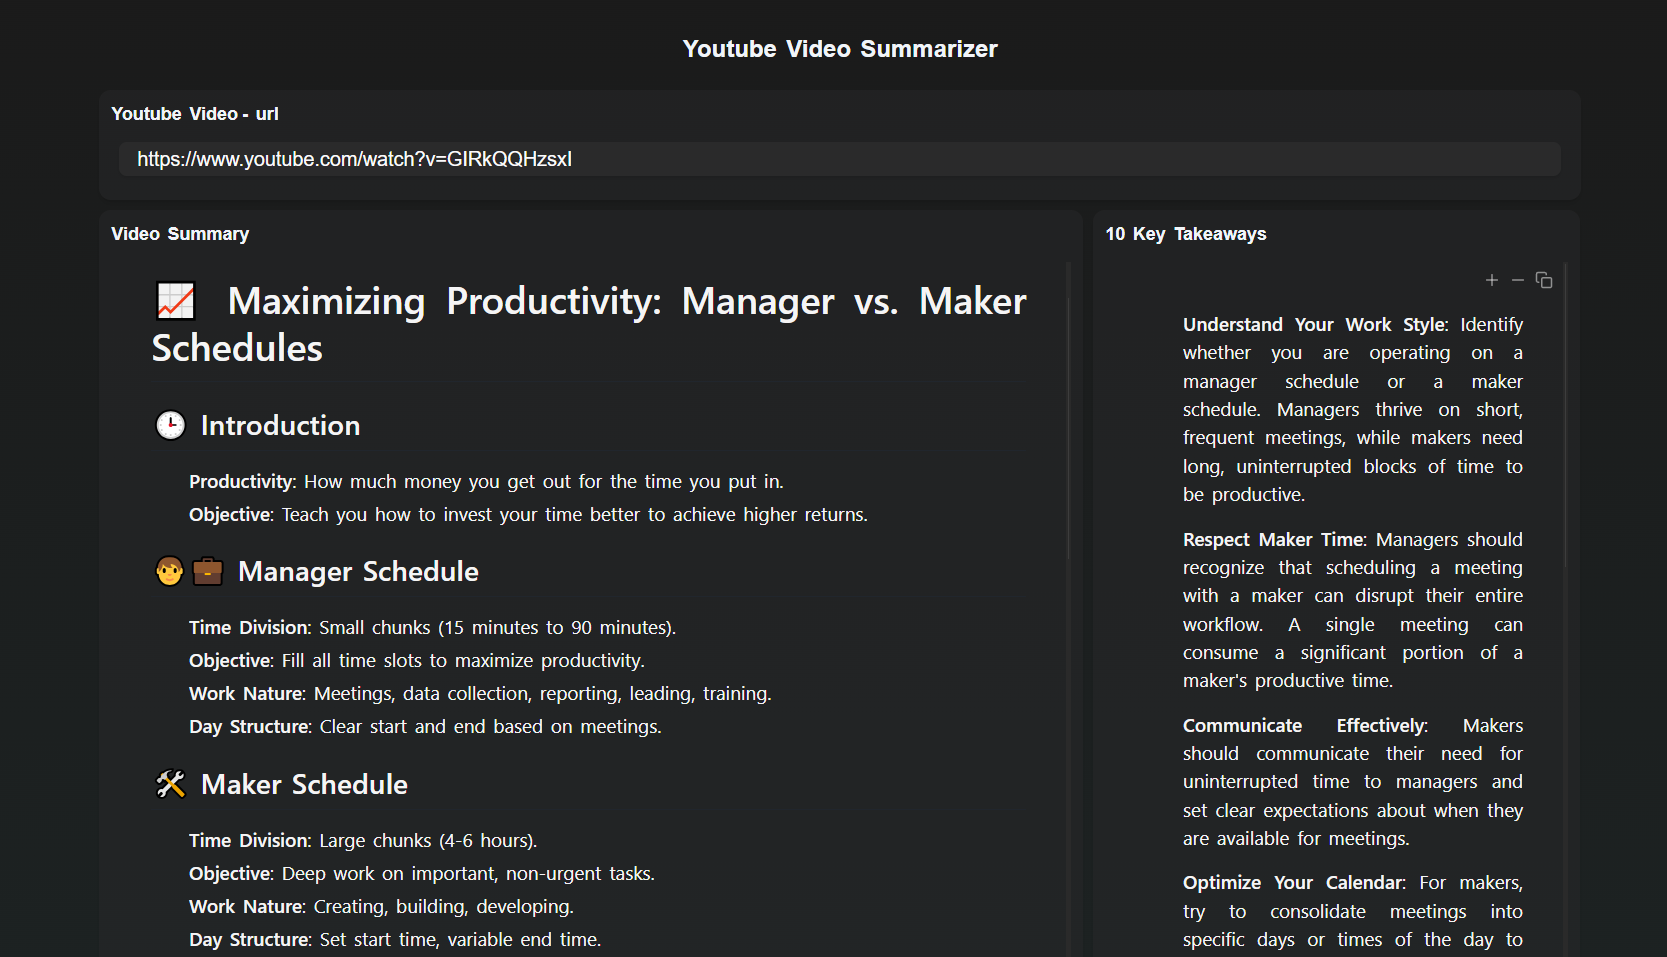 Youtube Video Summarizer
Youtube Video - url
https://www.youtube.com/watch?v=GIRkQQHzsxI
Video Summary
📈 Maximizing Productivity: Manager vs. Maker
Schedules
🕒 Introduction
Productivity: How much money you get out for the time you put in.
Objective: Teach you how to invest your time better to achieve higher returns.
🧑💼 Manager Schedule
Time Division: Small chunks (15 minutes to 90 minutes).
Objective: Fill all time slots to maximize productivity.
Work Nature: Meetings, data collection, reporting, leading, training.
Day Structure: Clear start and end based on meetings.
🛠 Maker Schedule
Time Division: Large chunks (4-6 hours).
Objective: Deep work on important, non-urgent tasks.
Work Nature: Creating, building, developing.
Day Structure: Set start time, variable end time.
10 Key Takeaways
Understand Your Work Style: Identify
whether you are operating on a
manager schedule or a maker
schedule. Managers thrive on short,
frequent meetings, while makers need
long, uninterrupted blocks of time to
be productive.
Respect Maker Time: Managers should
recognize that scheduling a meeting
with a maker can disrupt their entire
workflow. A single meeting can
consume a significant portion of a
maker's productive time.
Communicate Effectively: Makers
should communicate their need for
uninterrupted time to managers and
set clear expectations about when they
are available for meetings.
Optimize Your Calendar: For makers,
try to consolidate meetings into
specific days or times of the day to